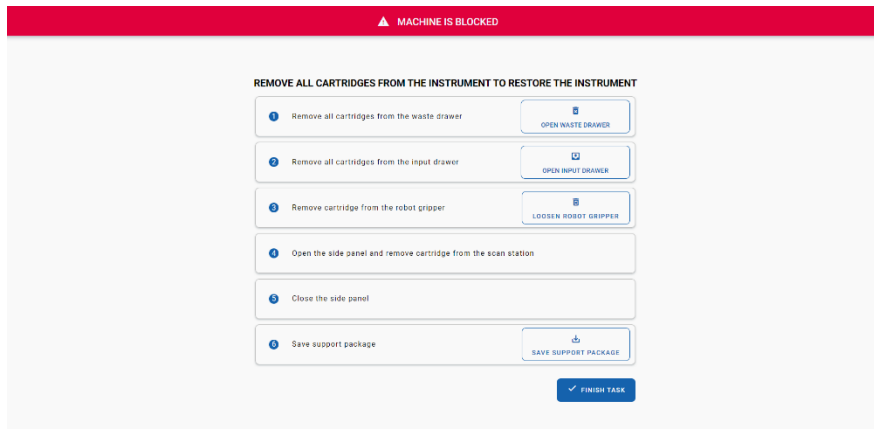 MACHINE IS BLOCKED
REMOVE ALL CARTRIDGES FROM THE INSTRUMENT TO RESTORE THE INSTRUMENT
1 Remove all cartridges from the waste drawer
OPEN WASTE DRAWER
2 Remove all cartridges from the input drawer
OPEN INPUT DRAWER
3 Remove cartridge from the robot gripper
LOOSEN ROBOT GRIPPER
4 Open the side panel and remove cartridge from the scan station
5 Close the side panel
6 Save support package
SAVE SUPPORT PACKAGE
FINISH TASK